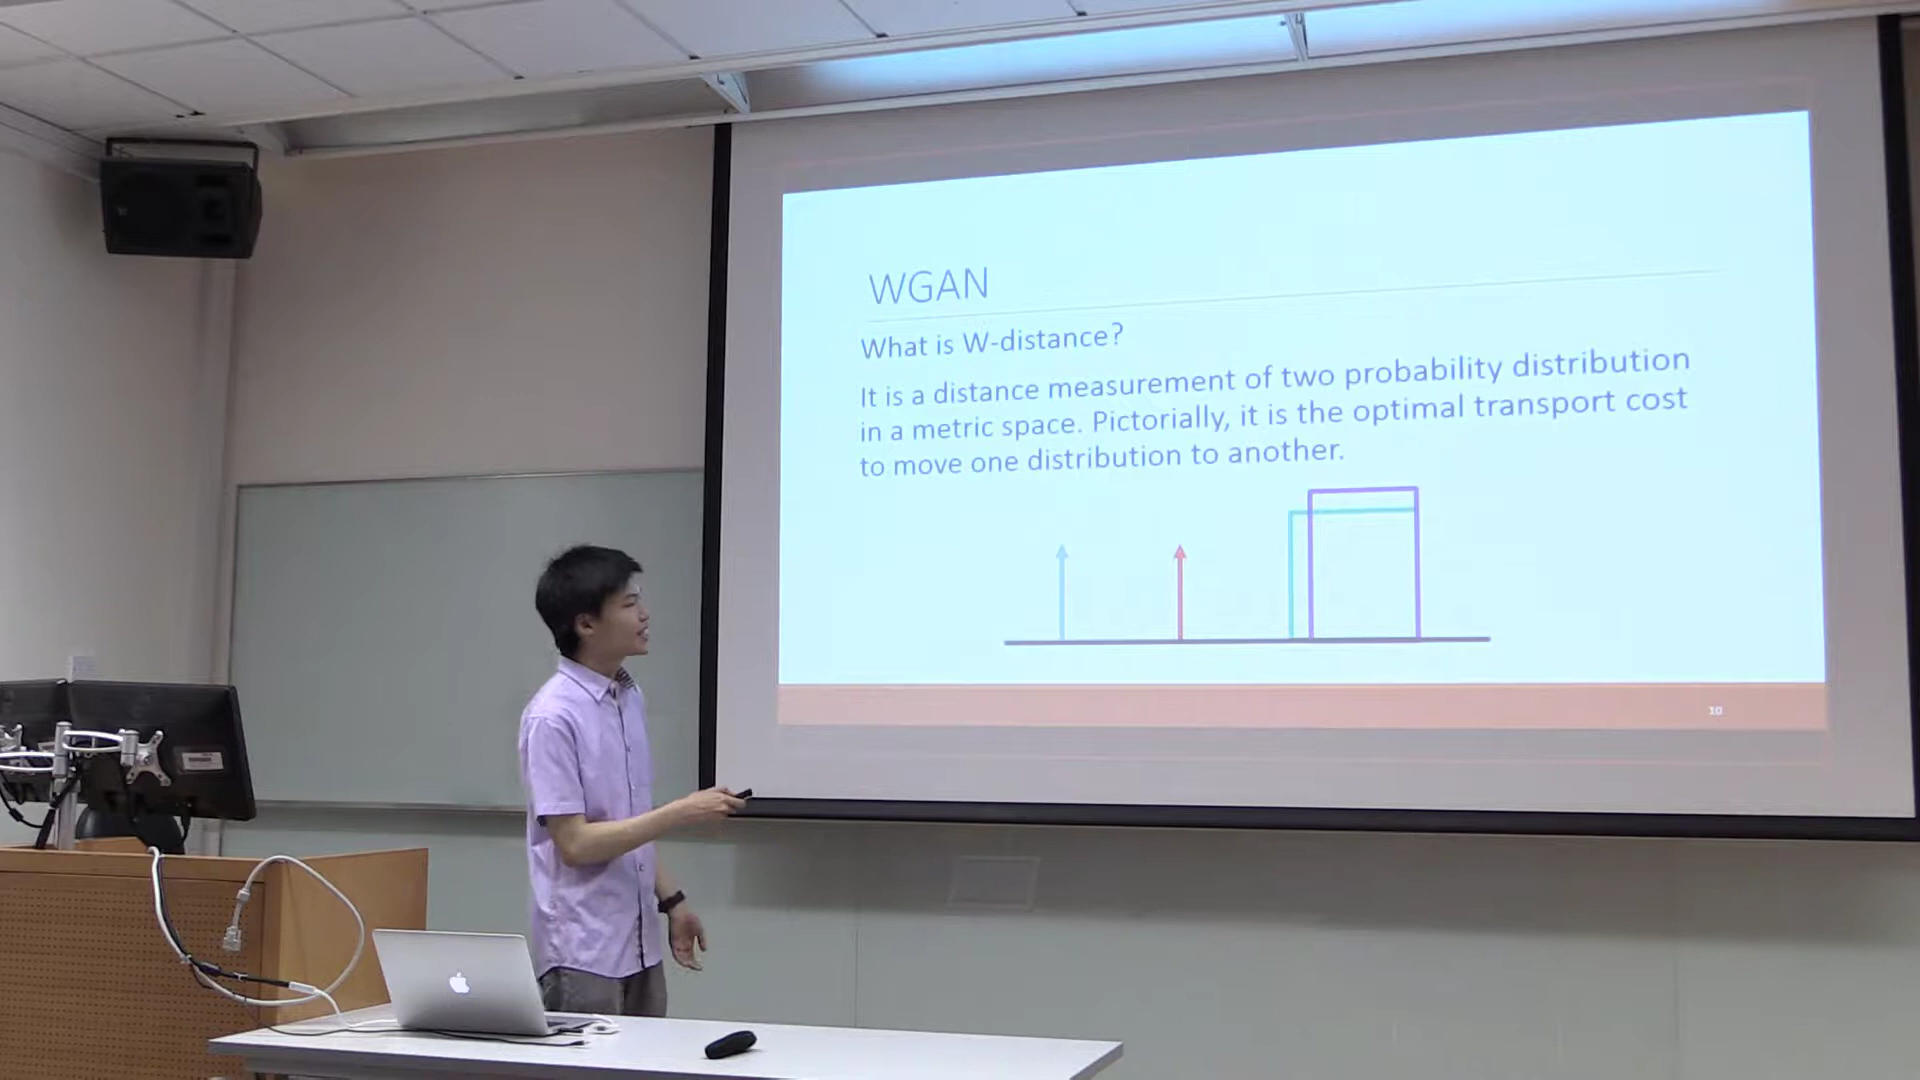 WGAN
What is W-distance?
It is a distance measurement of two probability distribution
in a metric space. Pictorially, it is the optimal transport cost
to move one distribution to another.
10